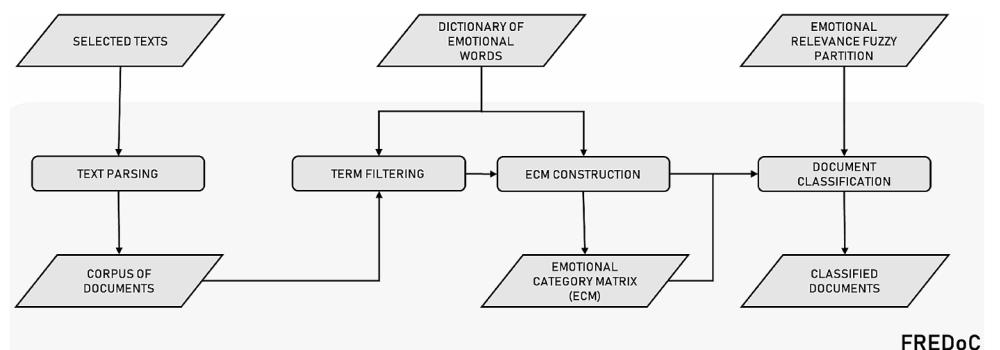 SELECTED TEXTS
DICTIONARY OF
EMOTIONAL
WORDS
EMOTIONAL
RELEVANCE FUZZY
PARTITION
TEXT PARSING
TERM FILTERING
ECM CONSTRUCTION
DOCUMENT
CLASSIFICATION
CORPUS OF
DOCUMENTS
EMOTIONAL
CATEGORY MATRIX
(ECM)
CLASSIFIED
DOCUMENTS
FREDoC